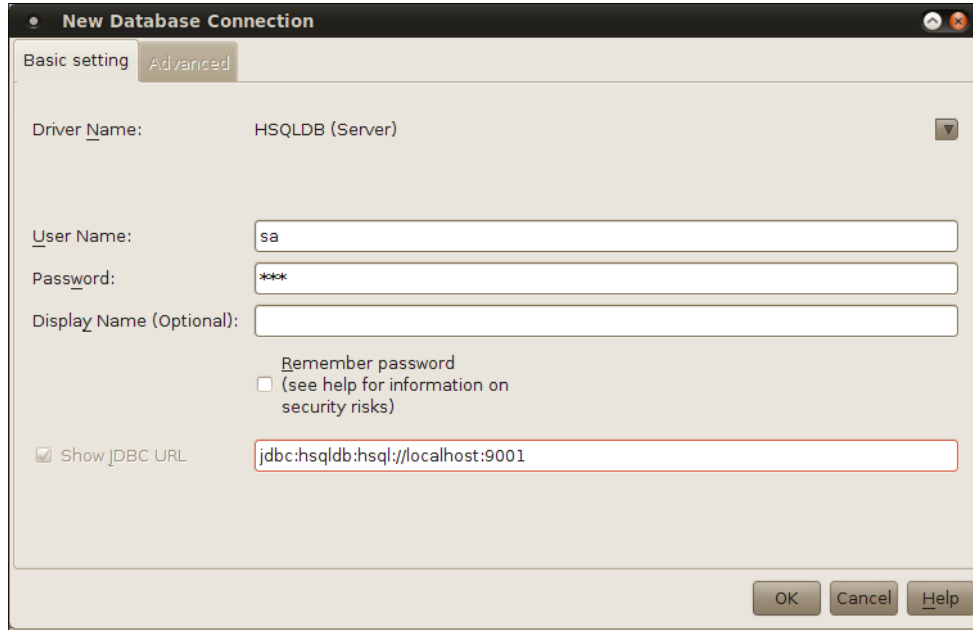 New Database Connection
Basic setting
Advanced
Driver Name:
HSQLDB (Server)
User Name:
sa
Password:
***
Display Name (Optional):
Remember password
(see help for information on
security risks)
Show JDBC URL
jdbc:hsqldb:hsql://localhost:9001
OK
Cancel
Help